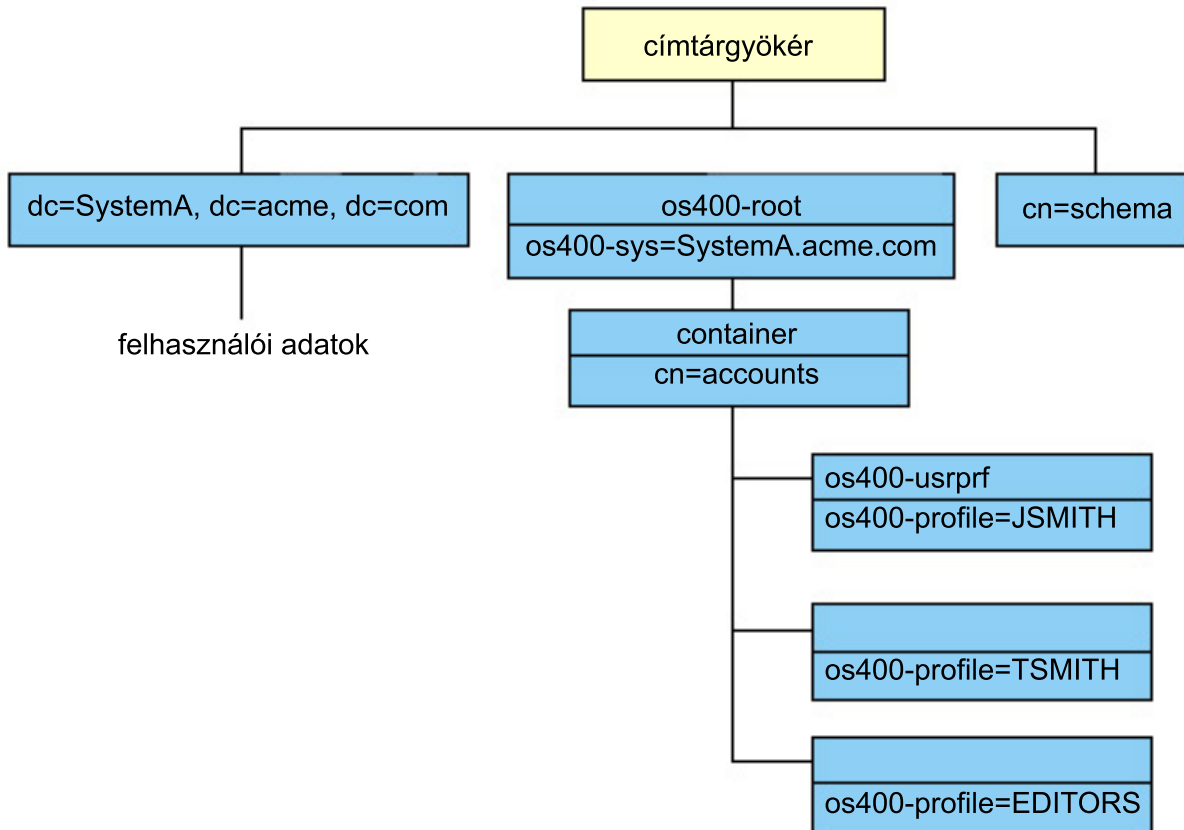 címtárgyökér
dc=SystemA, dc=acme, dc=com
os400-root
os400-sys=SystemA.acme.com
cn=schema
felhasználói adatok
container
cn=accounts
os400-usrprf
os400-profile=JSMITH
os400-profile=TSMITH
os400-profile=EDITORS